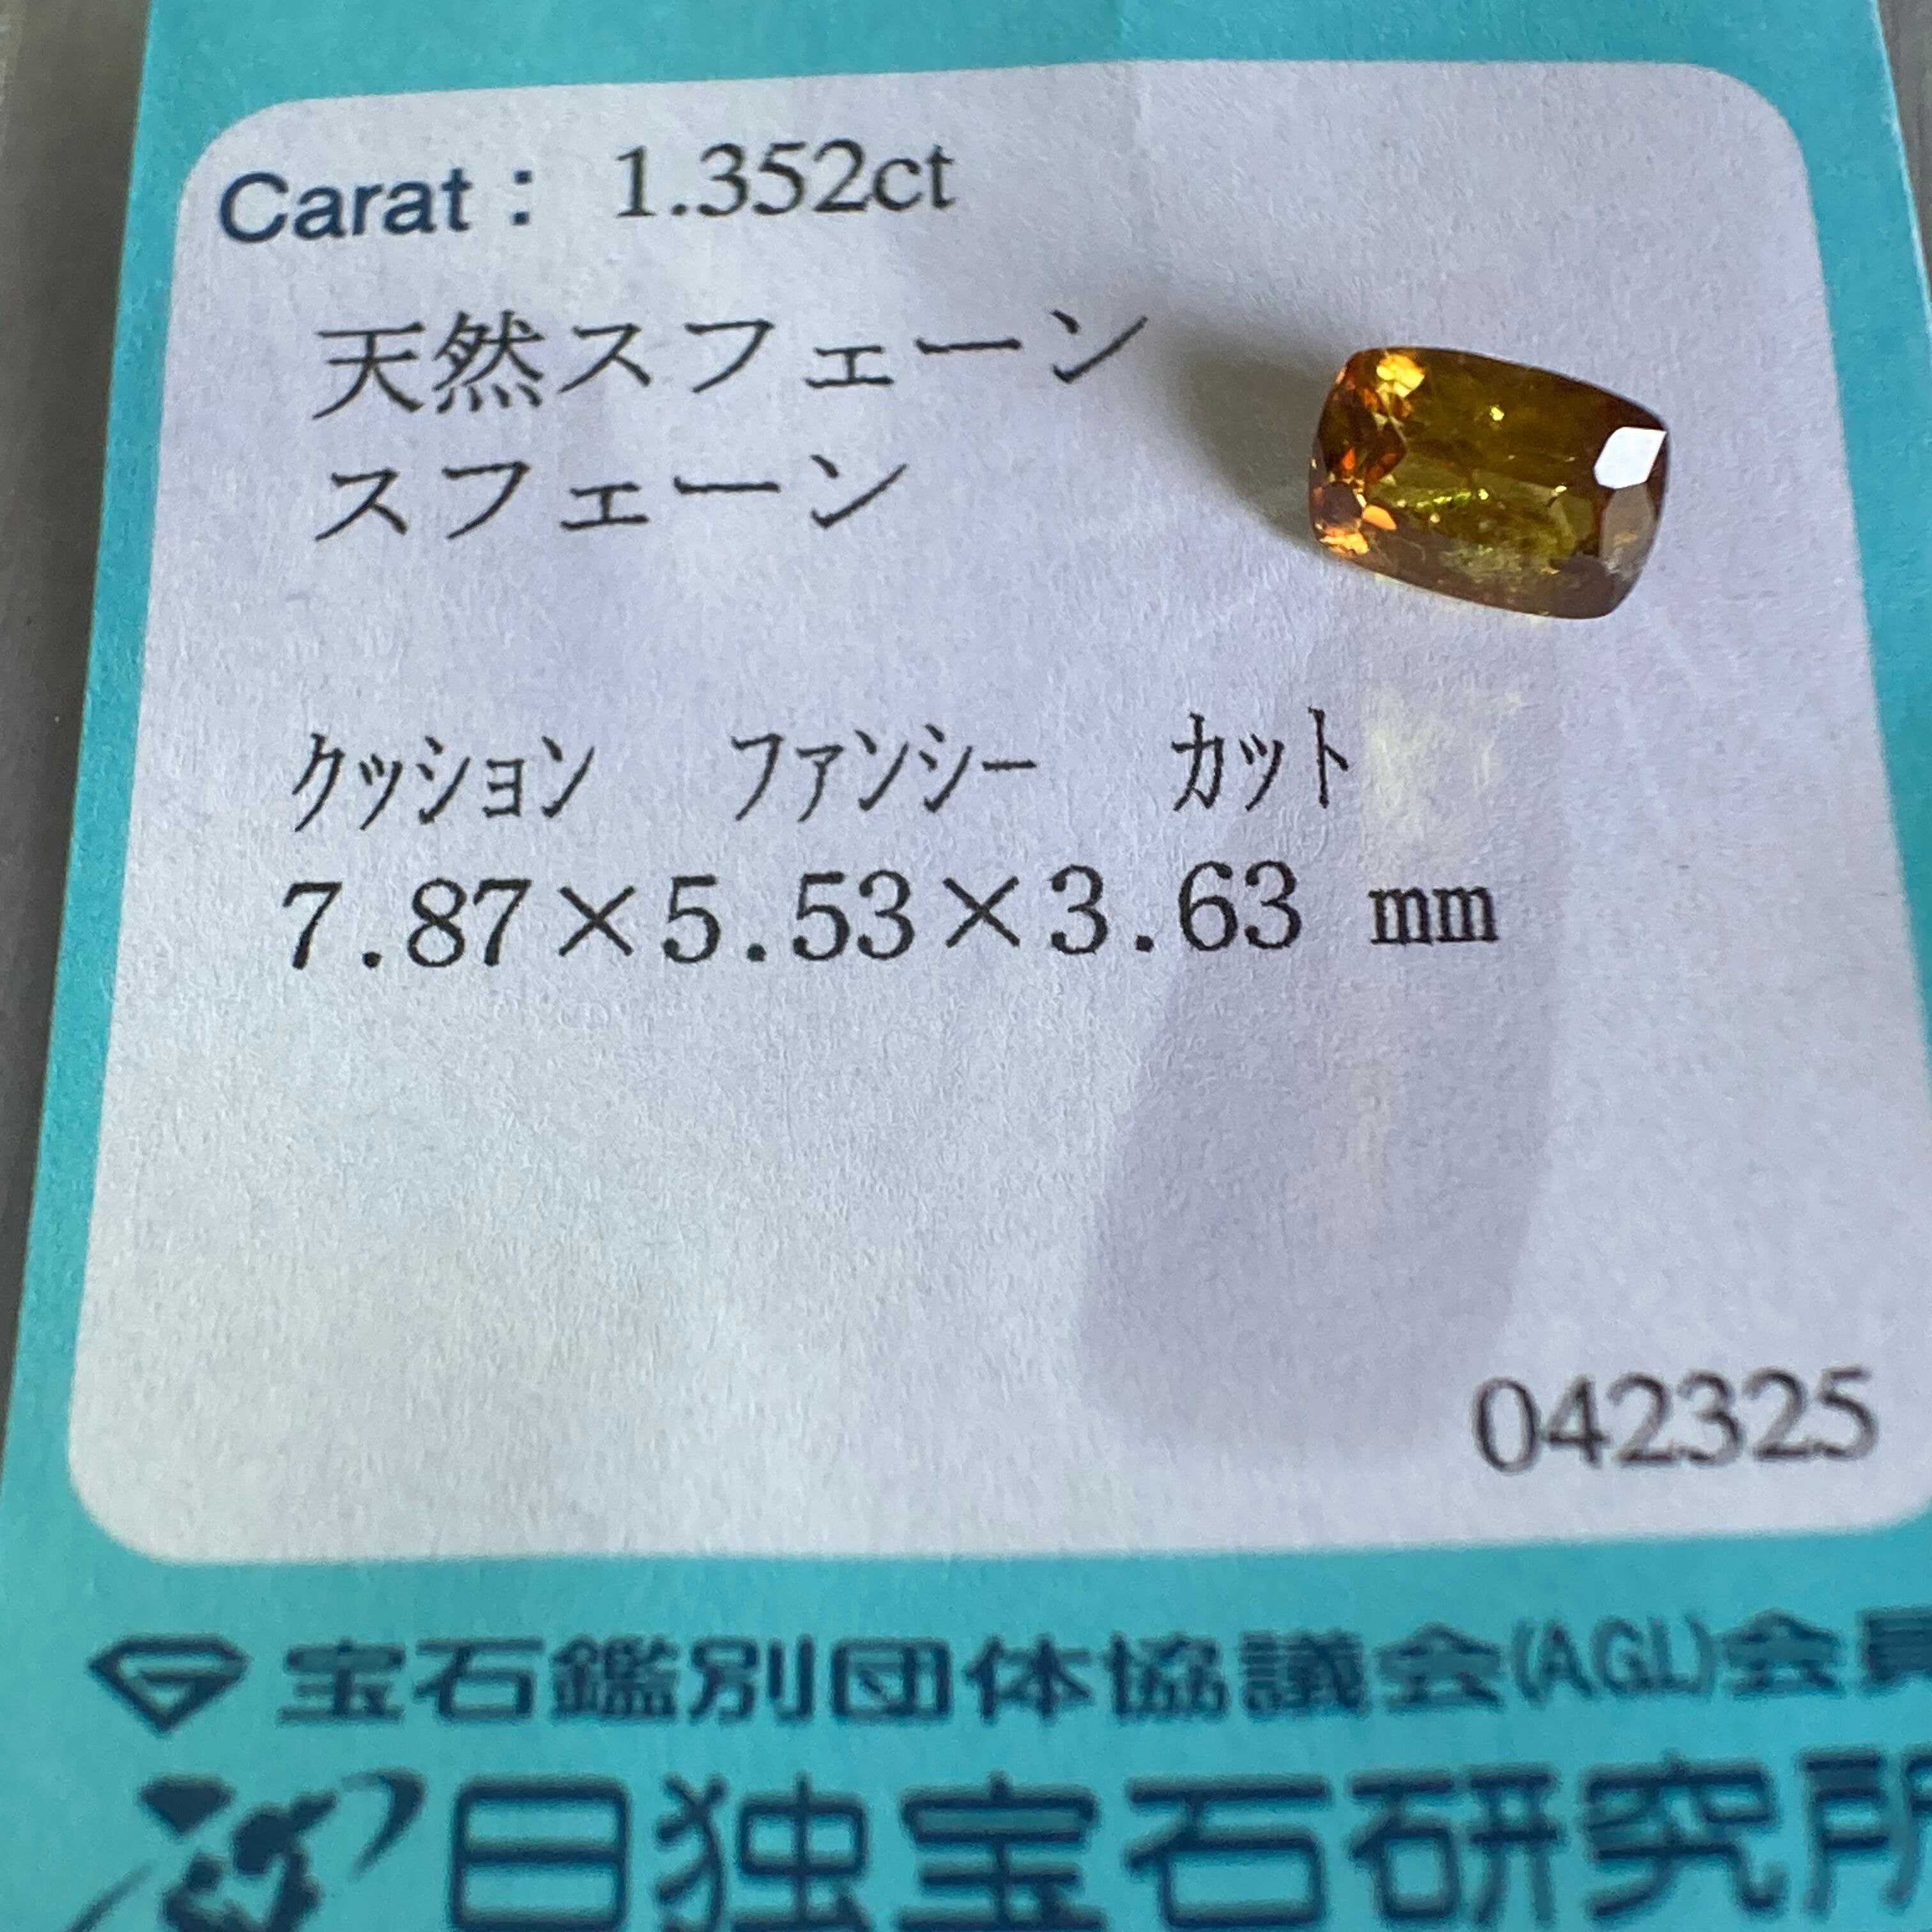 Carat： 1.352ct
天然スフェーン
スフェーン
クッション ファンシー カット
7.87×5.53×3.63 mm
042325
宝石鑑別団体協議会(AGL)会員
日独宝石研究所